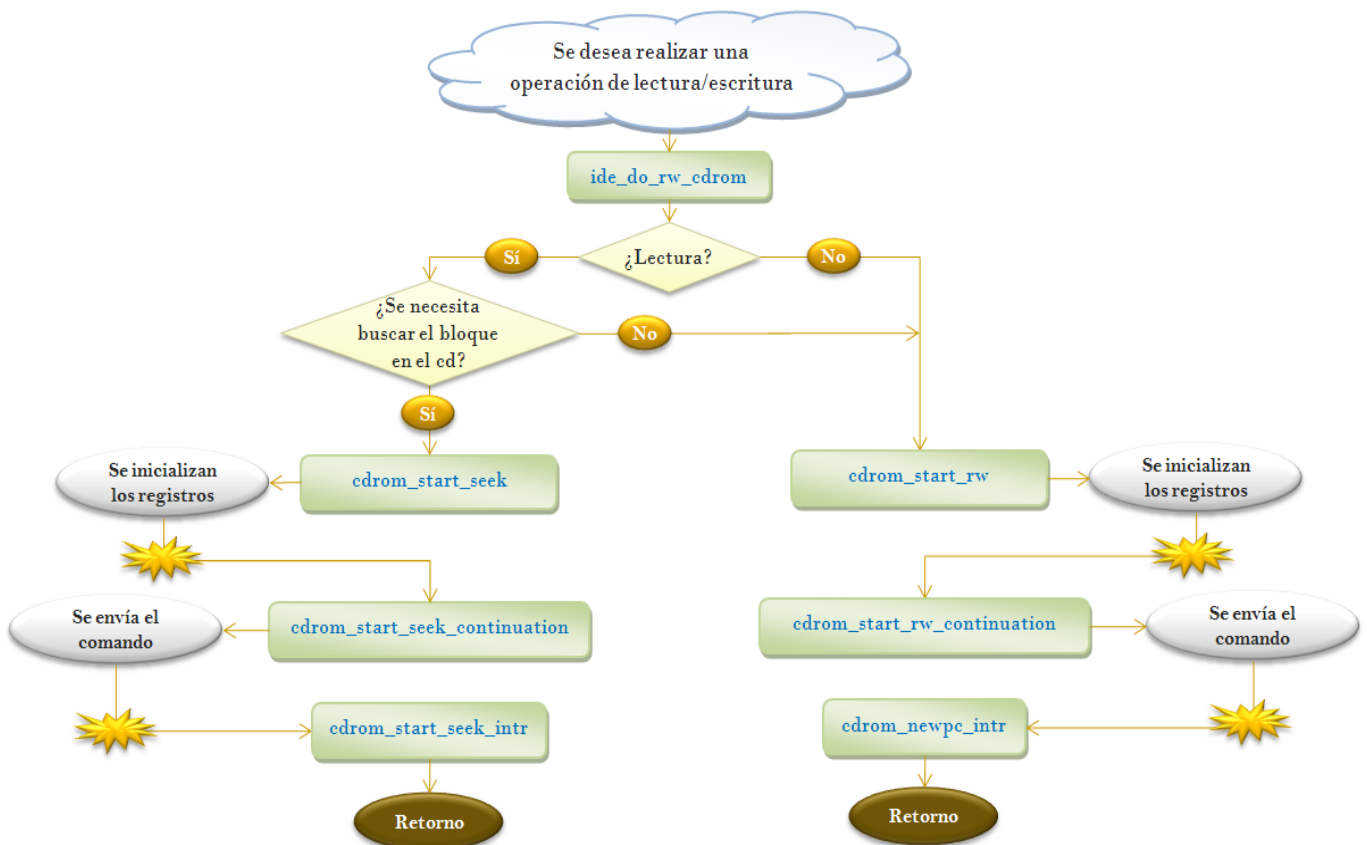 Se desea realizar una
operación de lectura/escritura
ide_do_rw_cdrom
Sí
¿Lectura?
No
¿Se necesita
buscar el bloque
en el cd?
No
Sí
Se inicializan
los registros
cdrom_start_seek
cdrom_start_rw
Se inicializan
los registros
Se envía el
comando
cdrom_start_seek_continuation
cdrom_start_rw_continuation
Se envía el
comando
cdrom_start_seek_intr
cdrom_newpc_intr
Retorno
Retorno